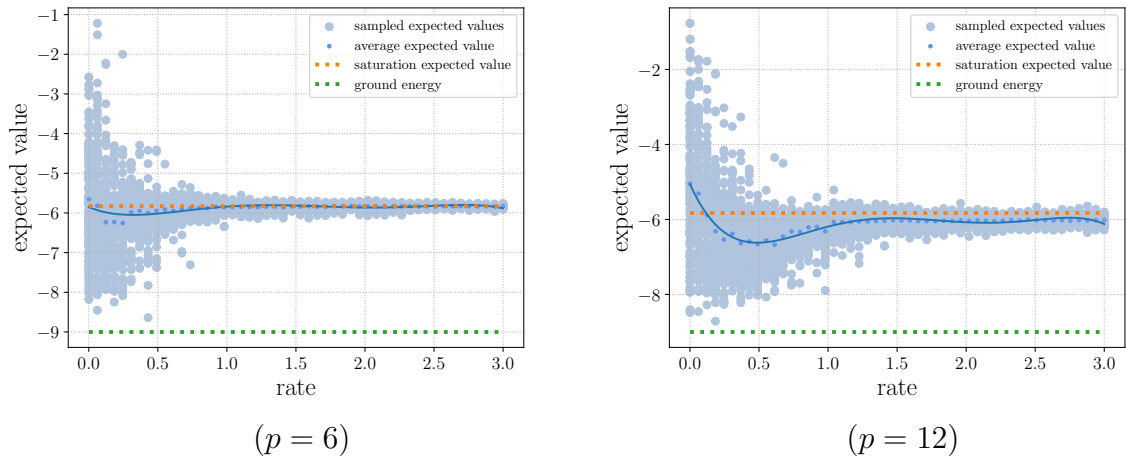 sampled expected values
average expected value
saturation expected value
ground energy
expected value
−1
−2
−3
−4
−5
−6
−7
−8
−9
0.0 0.5 1.0 1.5 2.0 2.5 3.0
rate
(p = 6)
sampled expected values
average expected value
saturation expected value
ground energy
expected value
−2
−4
−6
−8
0.0 0.5 1.0 1.5 2.0 2.5 3.0
rate
(p = 12)